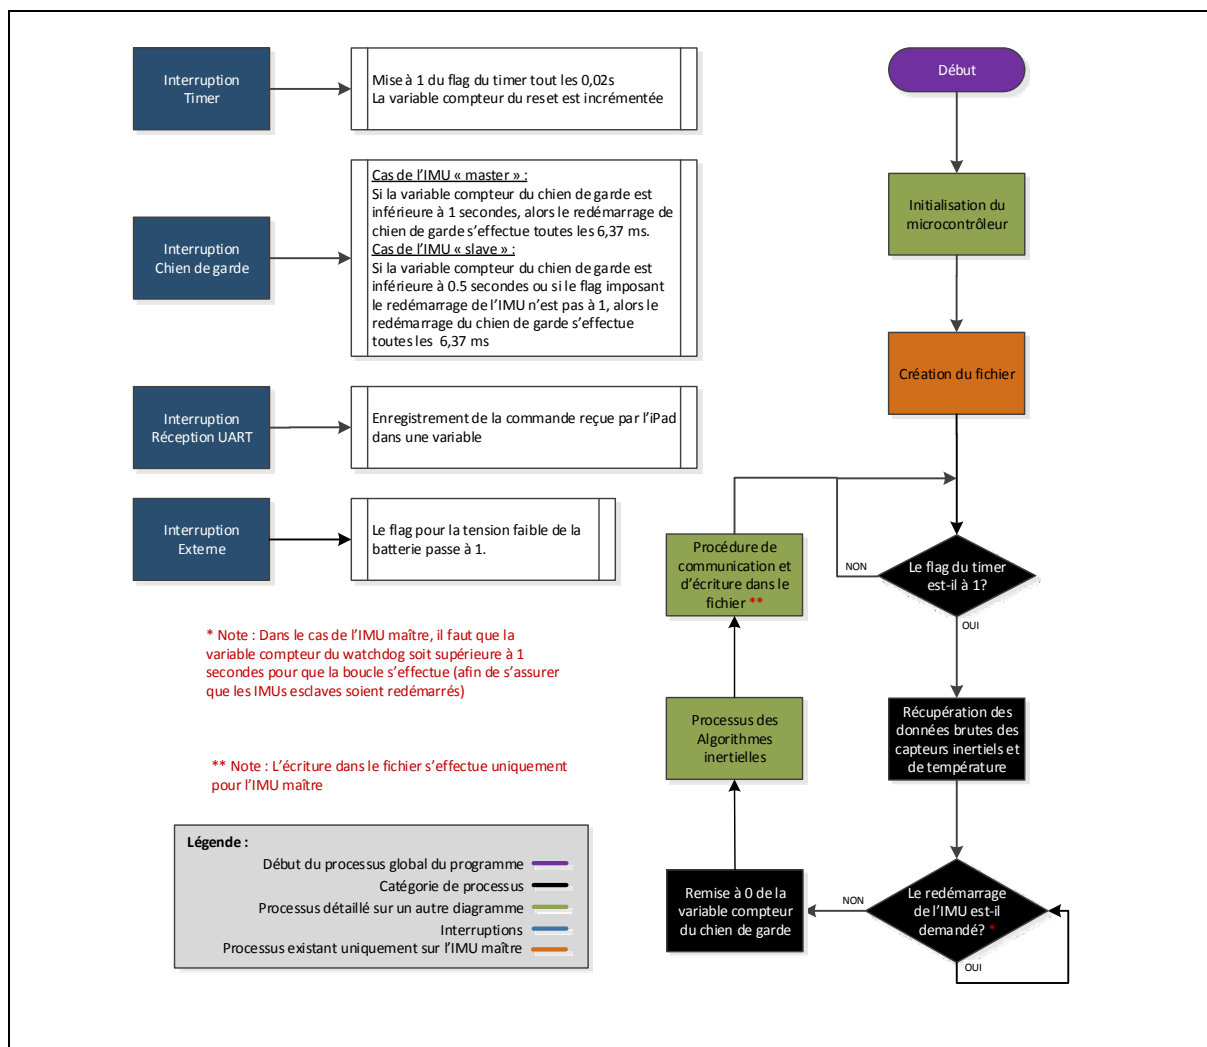 Interruption
Timer
Mise à 1 du flag du timer tout les 0,02s
La variable compteur du reset est incrémentée
Interruption
Chien de garde
Cas de l’IMU « master » :
Si la variable compteur du chien de garde est
inférieure à 1 secondes, alors le redémarrage de
chien de garde s’effectue toutes les 6,37 ms.
Cas de l’IMU « slave » :
Si la variable compteur du chien de garde est
inférieure à 0.5 secondes ou si le flag imposant
le redémarrage de l’IMU n’est pas à 1, alors le
redémarrage du chien de garde s’effectue
toutes les 6,37 ms
Interruption
Réception UART
Enregistrement de la commande reçue par l’iPad
dans une variable
Interruption
Externe
Le flag pour la tension faible de la
batterie passe à 1.
* Note : Dans le cas de l’IMU maître, il faut que la
variable compteur du watchdog soit supérieure à 1
secondes pour que la boucle s’effectue (afin de s’assurer
que les IMUs esclaves soient redémarrés)
** Note : L’écriture dans le fichier s’effectue uniquement
pour l’IMU maître
Légende :
Début du processus global du programme
Catégorie de processus
Processus détaillé sur un autre diagramme
Interruptions
Processus existant uniquement sur l’IMU maître
Début
Initialisation du
microcontrôleur
Création du fichier
Le flag du timer
est-il à 1?
NON
OUI
Récupération des
données brutes des
capteurs inertiels et
de température
Le redémarrage
de l’IMU est-il
demandé? *
NON
OUI
Remise à 0 de la
variable compteur
du chien de garde
Processus des
Algorithmes
inertielles
Procédure de
communication et
d’écriture dans le
fichier **